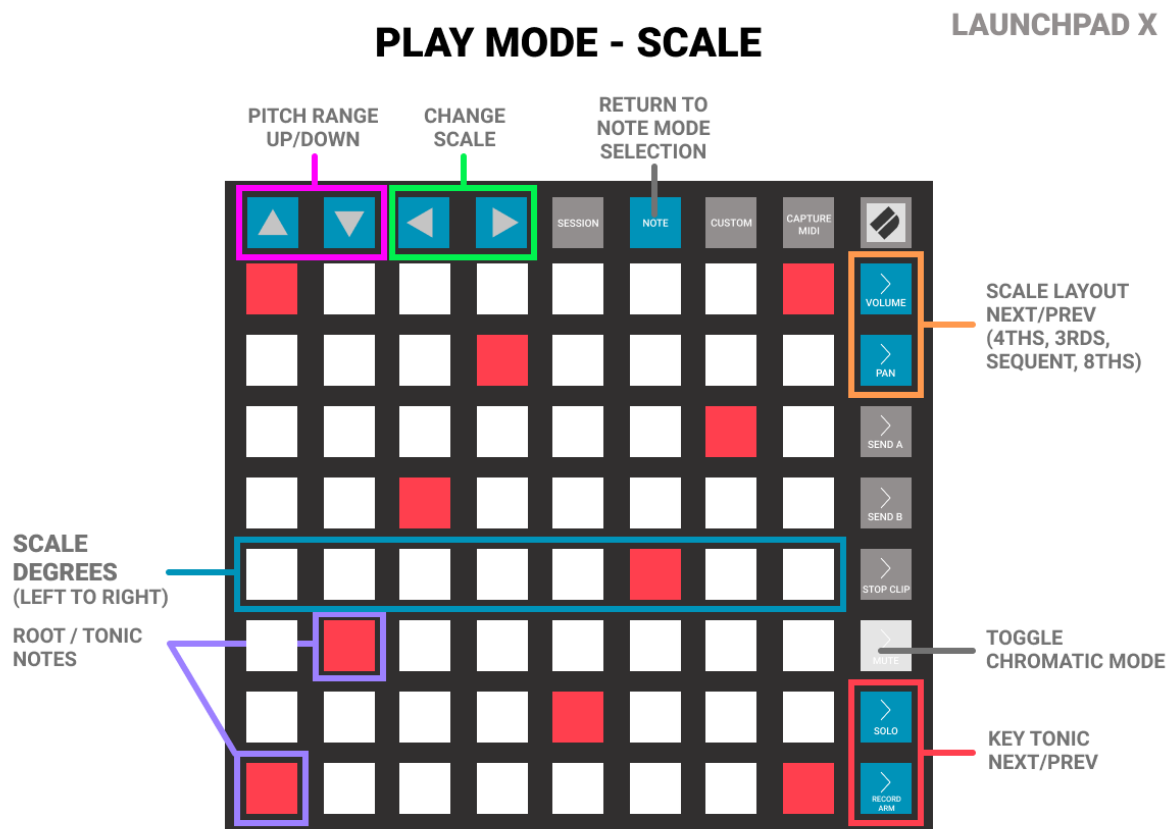 PLAY MODE - SCALE
LAUNCHPAD X
PITCH RANGE
UP/DOWN
CHANGE
SCALE
RETURN TO
NOTE MODE
SELECTION
SESSION
NOTE
CUSTOM
CAPTURE
MIDI
VOLUME
PAN
SEND A
SEND B
STOP CLIP
MUTE
SOLO
RECORD
ARM
SCALE LAYOUT
NEXT/PREV
(4THS, 3RDS,
SEQUENT, 8THS)
SCALE
DEGREES
(LEFT TO RIGHT)
ROOT / TONIC
NOTES
TOGGLE
CHROMATIC MODE
KEY TONIC
NEXT/PREV